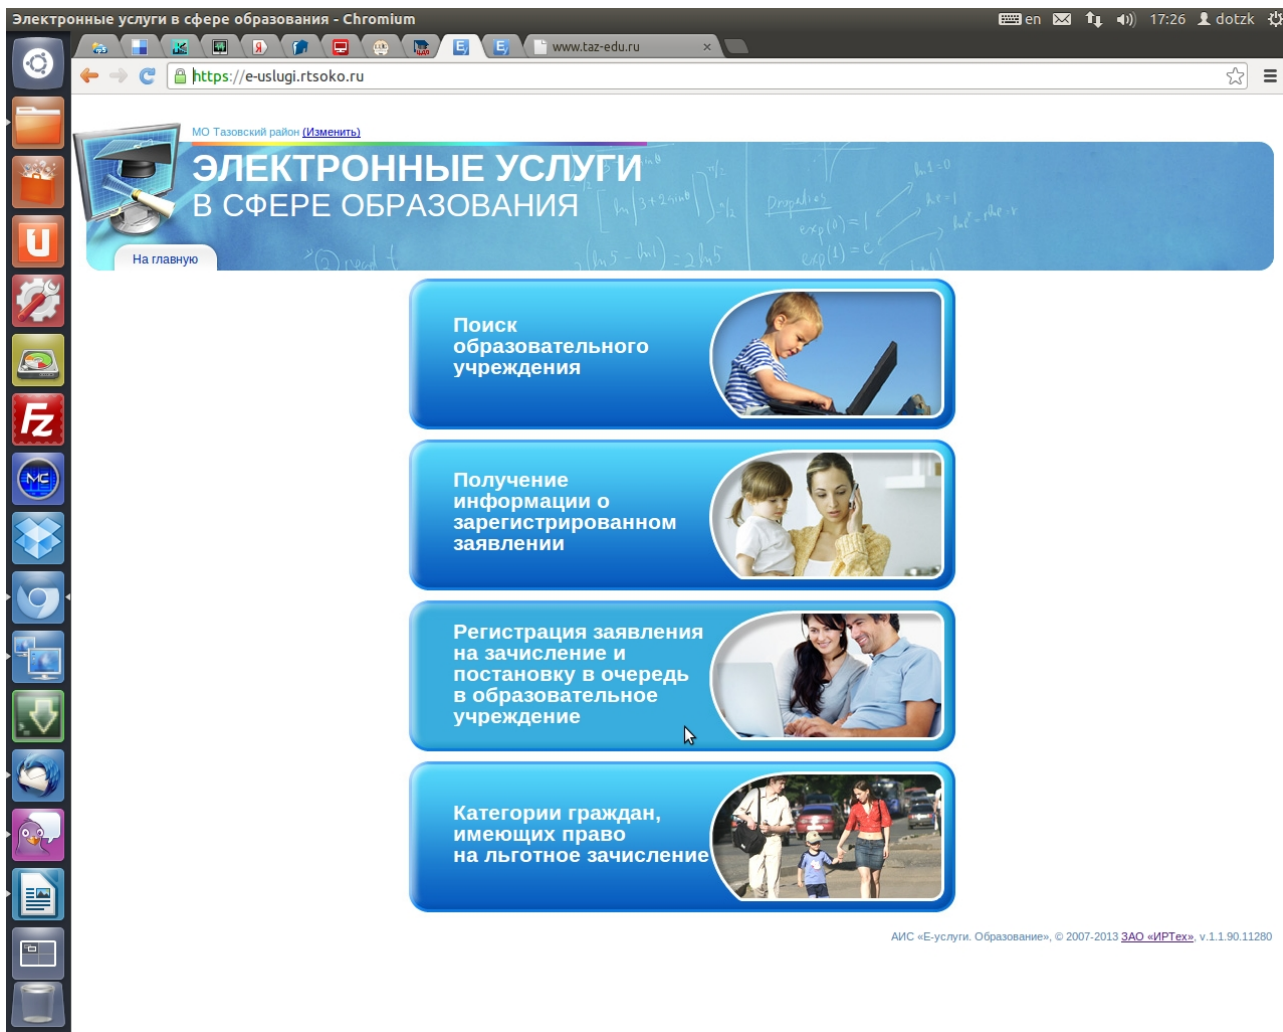 Электронные услуги в сфере образования - Chromium
en
17:26
dotzk
www.taz-edu.ru
https://e-uslugi.rtsoko.ru
МО Тазовский район (Изменить)
ЭЛЕКТРОННЫЕ УСЛУГИ
В СФЕРЕ ОБРАЗОВАНИЯ
На главную
Поиск
образовательного
учреждения
Получение
информации о
зарегистрированном
заявлении
Регистрация заявления
на зачисление и
постановку в очередь
в образовательное
учреждение
Категории граждан,
имеющих право
на льготное зачисление
АИС «Е-услуги. Образование», © 2007-2013 ЗАО «ИРТех», v.1.1.90.11280